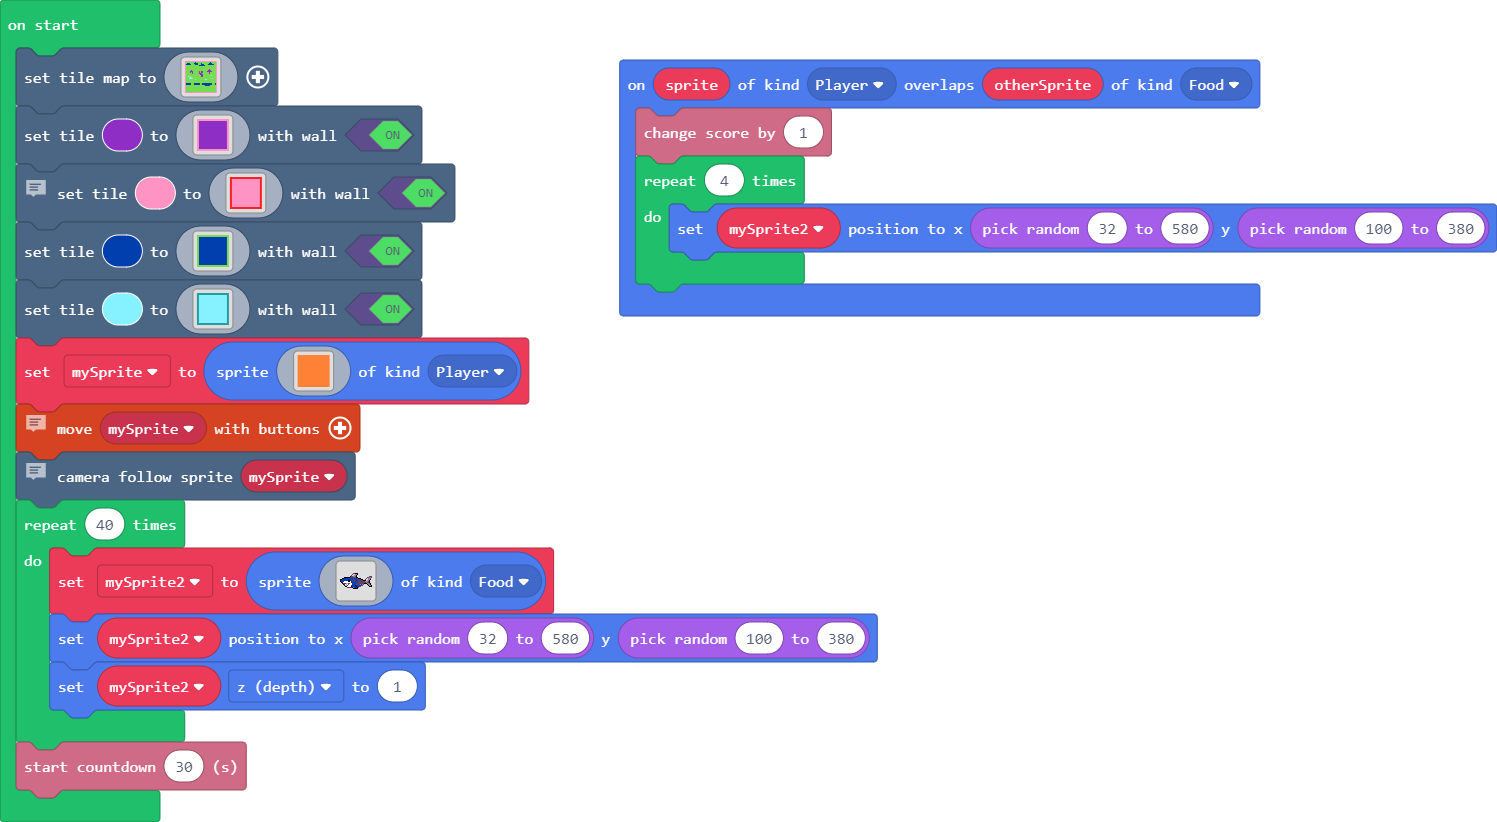 on start
set tile map to
set tile to with wall ON
set tile to with wall ON
set tile to with wall ON
set tile to with wall ON
set mySprite to sprite of kind Player
move mySprite with buttons
camera follow sprite mySprite
repeat 40 times
do
set mySprite2 to sprite of kind Food
set mySprite2 position to x pick random 32 to 580 y pick random 100 to 380
set mySprite2 z (depth) to 1
start countdown 30 (s)
on sprite of kind Player overlaps otherSprite of kind Food
change score by 1
repeat 4 times
do set mySprite2 position to x pick random 32 to 580 y pick random 100 to 380